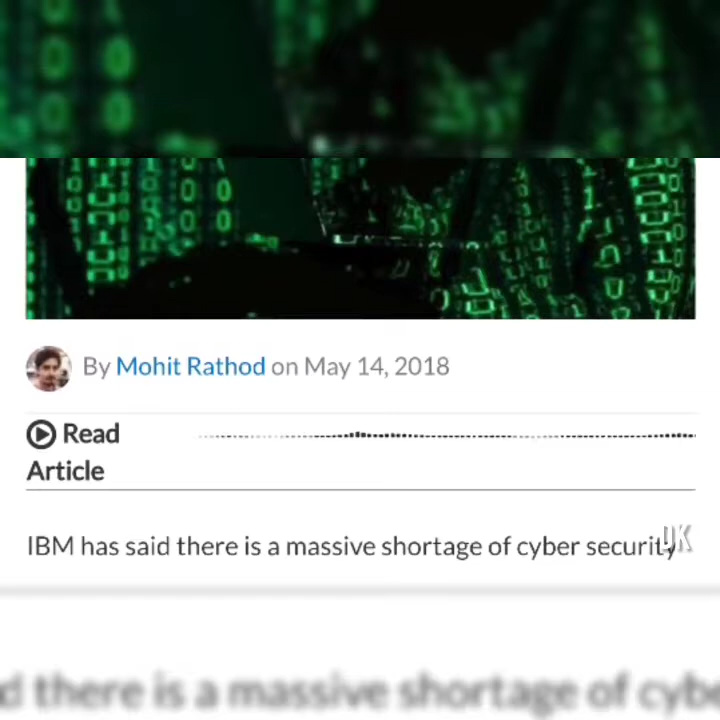 By Mohit Rathod on May 14, 2018
Read
Article
IBM has said there is a massive shortage of cyber security
DK
d there is a massive shortage of cybe